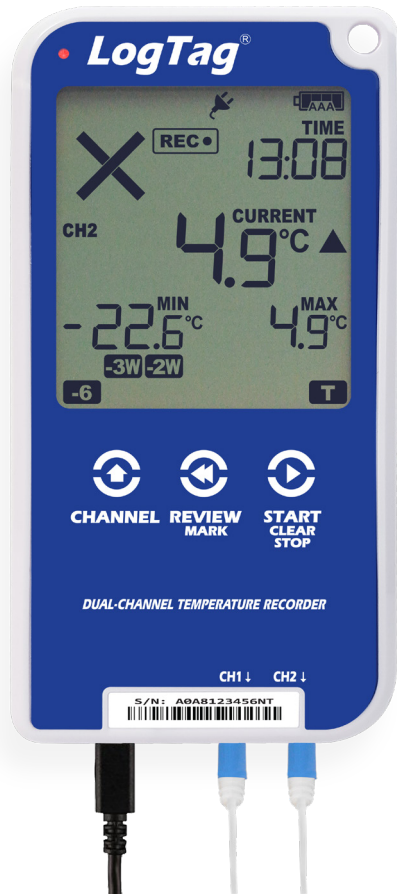 LogTag®
AAA
REC●
TIME
13:08
CH2
CURRENT
4.9°C ▲
MIN
-22.6°C
MAX
4.9°C
-3W -2W
-6
T
CHANNEL
REVIEW
MARK
START
CLEAR
STOP
DUAL-CHANNEL TEMPERATURE RECORDER
CH1↓ CH2↓
S/N: A0A8123456NT